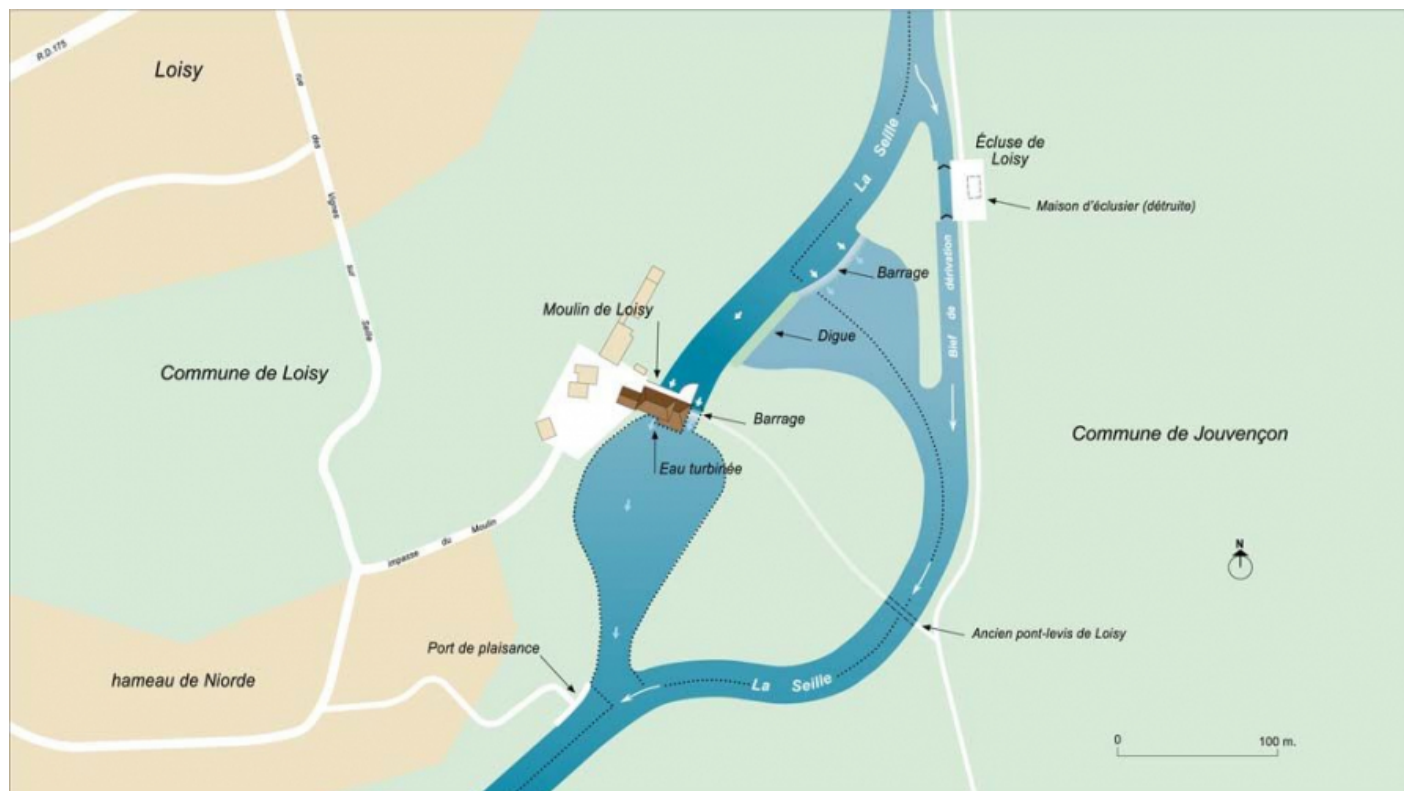 R.D.175
Loisy
rue des Vignes sur Seille
La Seille
Écluse de
Loisy
Maison d'éclusier (détruite)
Barrage
Bief de dérivation
Moulin de Loisy
Digue
Commune de Loisy
Barrage
Commune de Jouvençon
Eau turbinée
impasse du Moulin
N
Ancien pont-levis de Loisy
Port de plaisance
hameau de Niorde
La Seille
0 100 m.